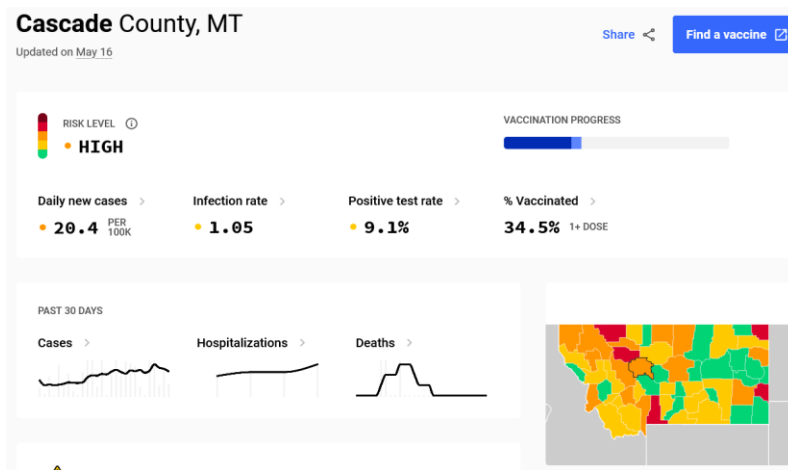 Cascade County, MT
Updated on May 16
Share
Find a vaccine
RISK LEVEL
HIGH
VACCINATION PROGRESS
Daily new cases
20.4 PER 100K
Infection rate
1.05
Positive test rate
9.1%
% Vaccinated
34.5% 1+ DOSE
PAST 30 DAYS
Cases
Hospitalizations
Deaths